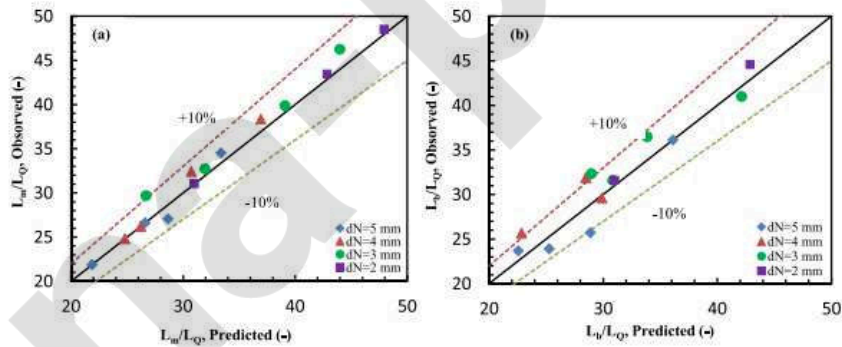 (a)
50
45
40
35
30
25
20
20
30
40
50
+10%
-10%
dN=5 mm
dN=4 mm
dN=3 mm
dN=2 mm
Lm/LQ, Observed (-)
Lm/LQ, Predicted (-)
(b)
50
45
40
35
30
25
20
20
30
40
50
+10%
-10%
dN=5 mm
dN=4 mm
dN=3 mm
dN=2 mm
Lb/LQ, Observed (-)
Lb/LQ, Predicted (-)